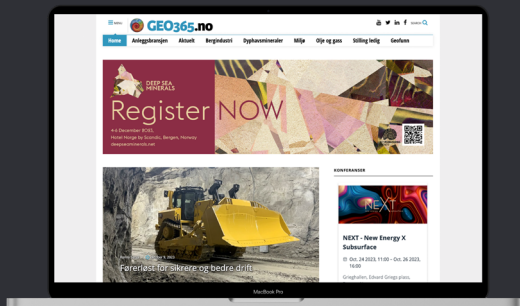 MENU
GEO365.no
SEARCH
Home Anleggsbransjen Aktuelt Bergindustri Dyphavsmineraler Miljø Olje og gass Stilling ledig Geofunn
DEEP SEA
MINERALS
Register NOW
Hotel Norge by Scandic, Bergen, Norway
deepseaminerals.net
KONFERANSER
NEXT
NEXT - New Energy X
Subsurface
Oct, 24 2023, 11:00 - Oct, 26 2023,
16:00
Grieghallen, Edvard Griegs plass,
Førerløst for sikrere og bedre drift
MacBook Pro